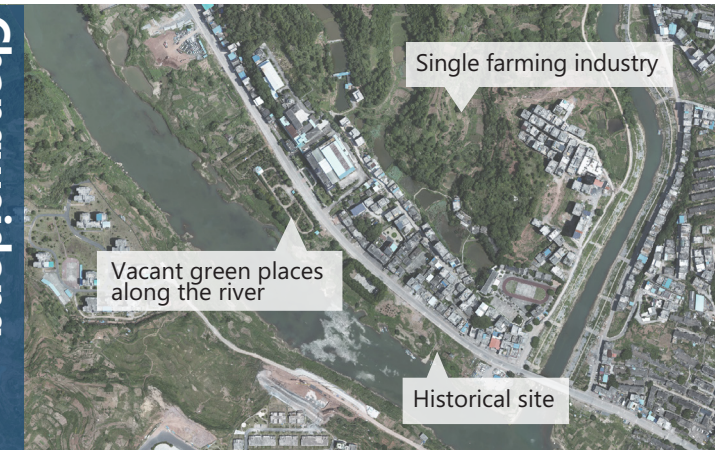 Single farming industry
Vacant green places
along the river
Historical site